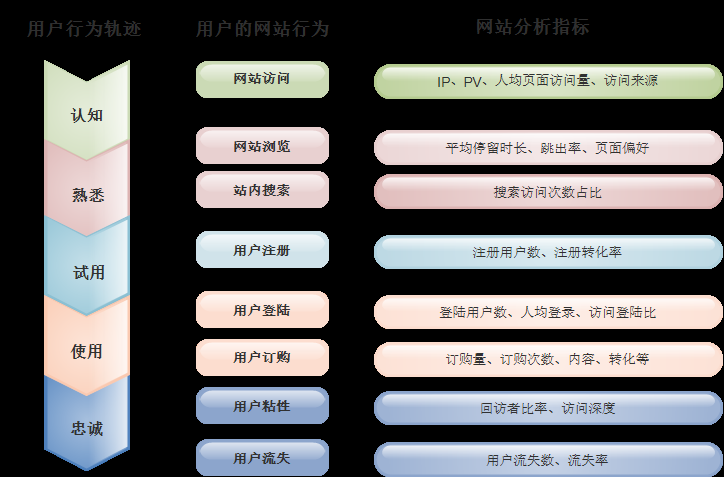 用户行为轨迹
用户的网站行为
网站分析指标
认知
网站访问
IP、PV、人均页面访问量、访问来源
熟悉
网站浏览
平均停留时长、跳出率、页面偏好
站内搜索
搜索访问次数占比
试用
用户注册
注册用户数、注册转化率
使用
用户登陆
登陆用户数、人均登录、访问登陆比
用户订购
订购量、订购次数、内容、转化等
忠诚
用户粘性
回访者比率、访问深度
用户流失
用户流失数、流失率